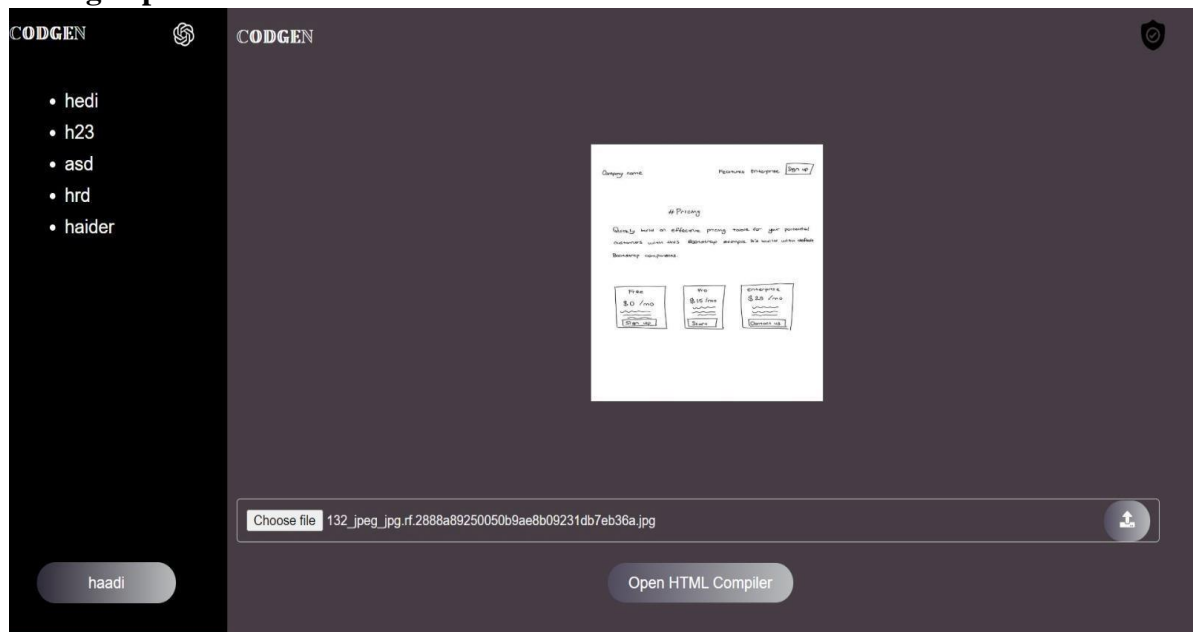 CODGEN
hedi
h23
asd
hrd
haider
haadi
CODGEN
Company name Features Enterprise Sign up
# Pricing
Quickly build an effective pricing table for your potential
customers with this Bootstrap example. It's built with default
Bootstrap components
Free
$0 /mo
Sign up
Pro
$15 /mo
Enterprise
Contact us
Choose file 132_jpeg_jpg.rf.2888a89250050b9ae8b09231db7eb36a.jpg
Open HTML Compiler